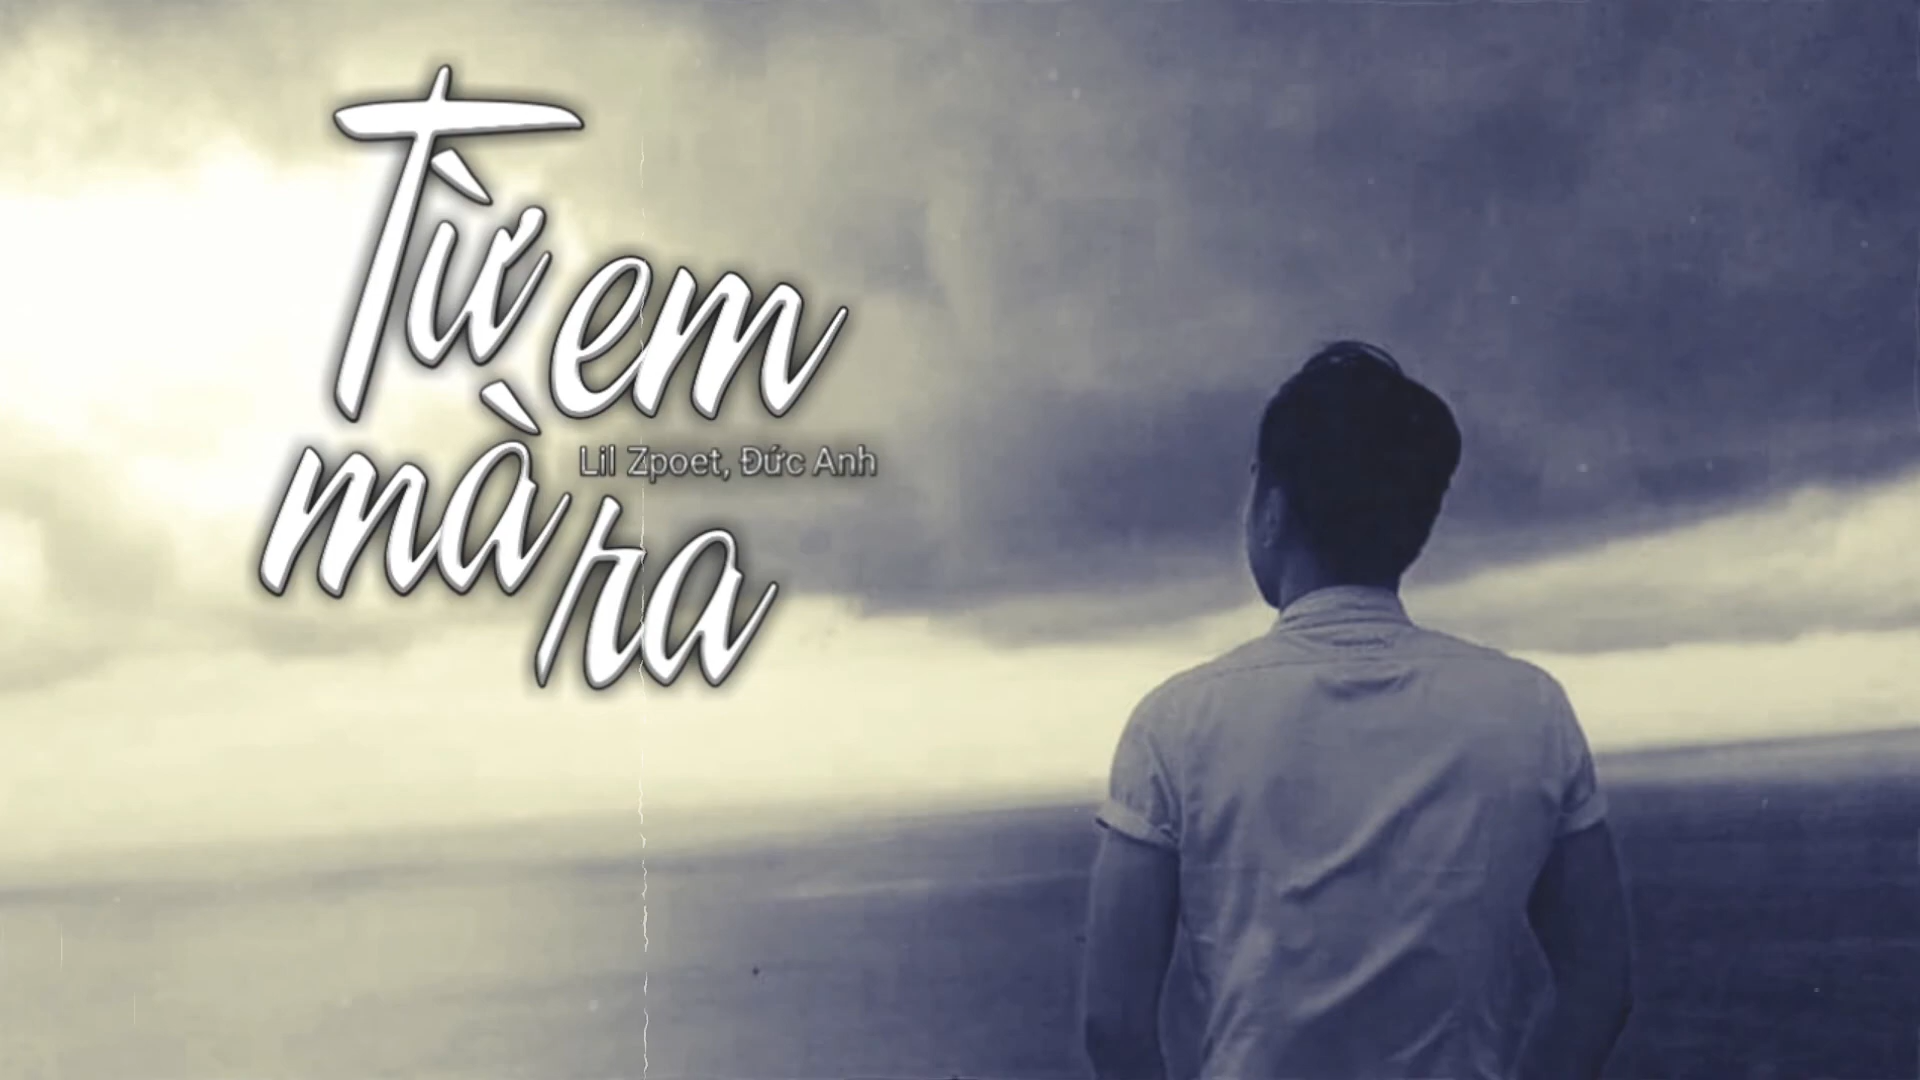 Từ em
mà ra
Lil Zpoet, Đức Anh